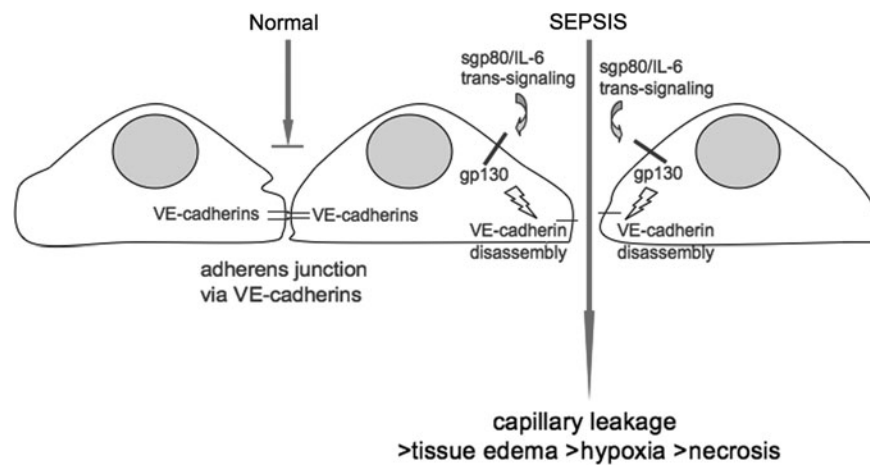 Normal
SEPSIS
sgp80/IL-6
trans-signaling
sgp80/IL-6
trans-signaling
gp130
gp130
VE-cadherins
VE-cadherins
VE-cadherin
disassembly
VE-cadherin
disassembly
adherens junction
via VE-cadherins
capillary leakage
>tissue edema >hypoxia >necrosis